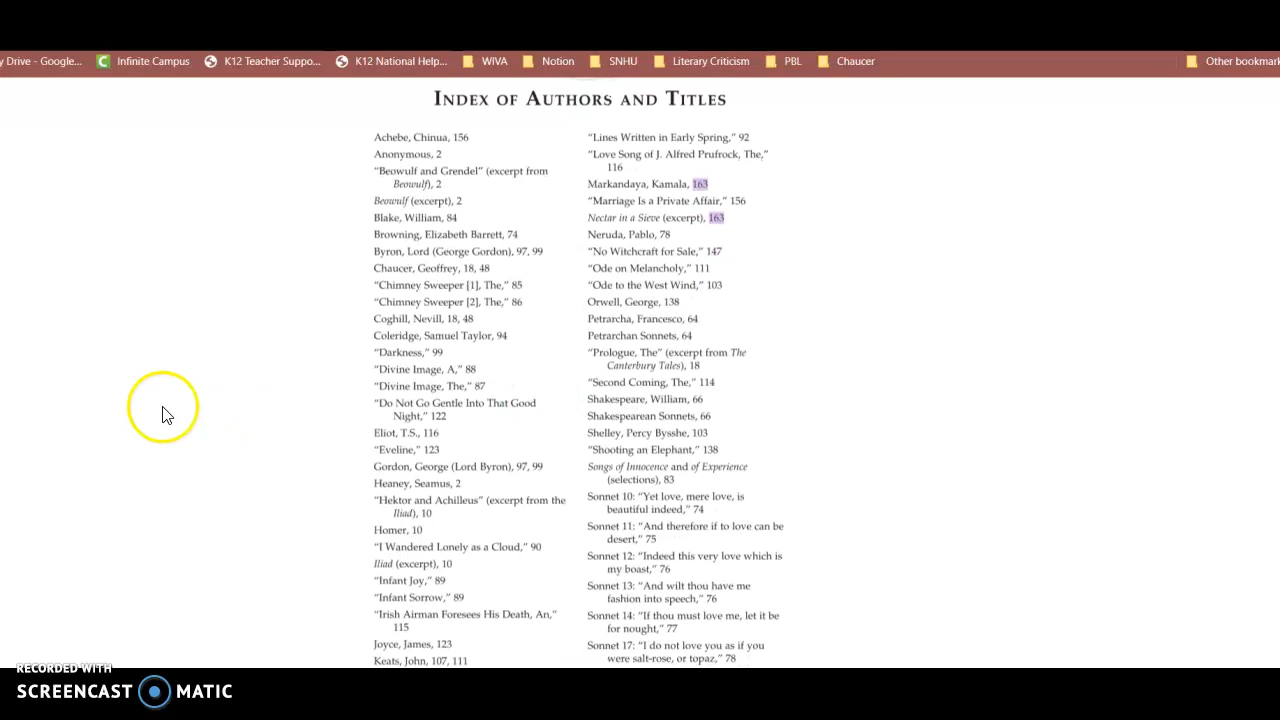 y Drive - Google...
Infinite Campus
K12 Teacher Suppo...
K12 National Help...
WIVA
Notion
SNHU
Literary Criticism
PBL
Chaucer
Other bookmark
INDEX OF AUTHORS AND TITLES
Achebe, Chinua, 156
Anonymous, 2
“Beowulf and Grendel” (excerpt from
Beowulf), 2
Beowulf (excerpt), 2
Blake, William, 84
Browning, Elizabeth Barrett, 74
Byron, Lord (George Gordon), 97, 99
Chaucer, Geoffrey, 18, 48
“Chimney Sweeper [1], The,” 85
“Chimney Sweeper [2], The,” 86
Coghill, Nevill, 18, 48
Coleridge, Samuel Taylor, 94
“Darkness,” 99
“Divine Image, A,” 88
“Divine Image, The,” 87
“Do Not Go Gentle Into That Good
Night,” 122
Eliot, T.S., 116
“Eveline,” 123
Gordon, George (Lord Byron), 97, 99
Heaney, Seamus, 2
“Hektor and Achilleus” (excerpt from the
Iliad), 10
Homer, 10
“I Wandered Lonely as a Cloud,” 90
Iliad (excerpt), 10
“Infant Joy,” 89
“Infant Sorrow,” 89
“Irish Airman Foresees His Death, An,”
115
Joyce, James, 123
Keats, John, 107, 111
“Lines Written in Early Spring,” 92
“Love Song of J. Alfred Prufrock, The,”
116
Markandaya, Kamala, 163
“Marriage Is a Private Affair,” 156
Nectar in a Sieve (excerpt), 163
Neruda, Pablo, 78
“No Witchcraft for Sale,” 147
“Ode on Melancholy,” 111
“Ode to the West Wind,” 103
Orwell, George, 138
Petrarcha, Francesco, 64
Petrarchan Sonnets, 64
“Prologue, The” (excerpt from The
Canterbury Tales), 18
“Second Coming, The,” 114
Shakespeare, William, 66
Shakespearean Sonnets, 66
Shelley, Percy Bysshe, 103
“Shooting an Elephant,” 138
Songs of Innocence and of Experience
(selections), 83
Sonnet 10: “Yet love, mere love, is
beautiful indeed,” 74
Sonnet 11: “And therefore if to love can be
desert,” 75
Sonnet 12: “Indeed this very love which is
my boast,” 76
Sonnet 13: “And wilt thou have me
fashion into speech,” 76
Sonnet 14: “If thou must love me, let it be
for nought,” 77
Sonnet 17: “I do not love you as if you
were salt-rose, or topaz,” 78
RECORDED WITH
SCREENCAST MATIC